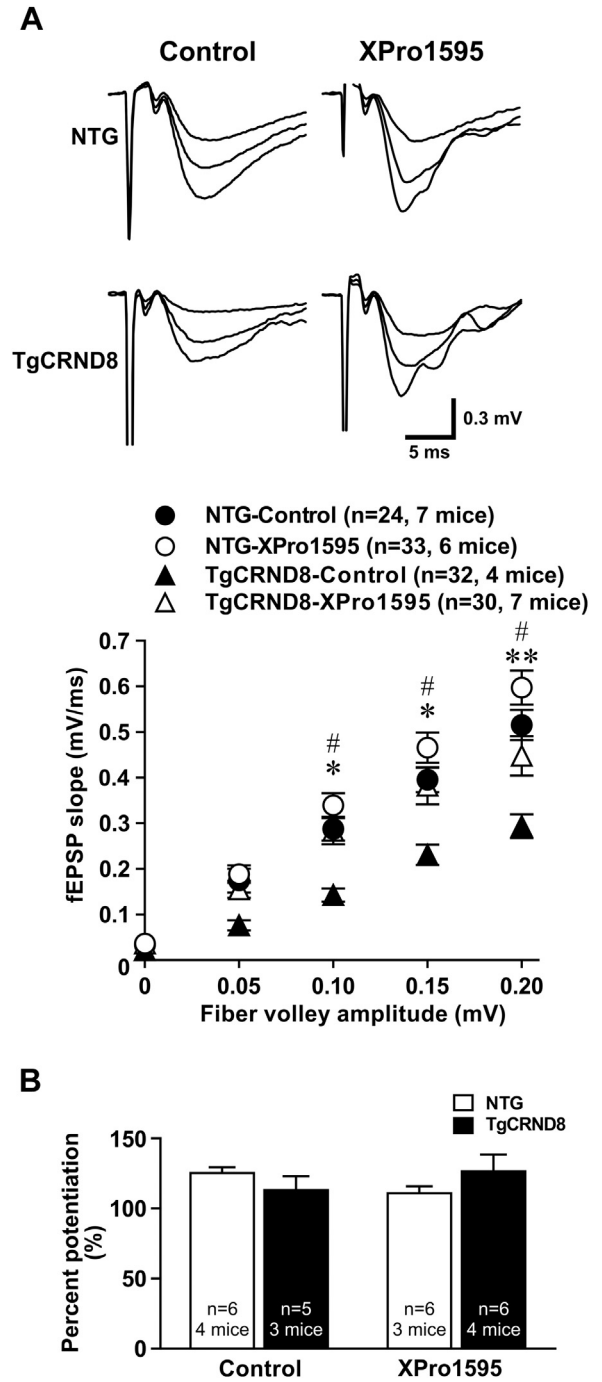 A
Control XPro1595
NTG
TgCRND8
0.3 mV
5 ms
NTG-Control (n=24, 7 mice)
NTG-XPro1595 (n=33, 6 mice)
TgCRND8-Control (n=32, 4 mice)
TgCRND8-XPro1595 (n=30, 7 mice)
fEPSP slope (mV/ms)
0.7
0.6
0.5
0.4
0.3
0.2
0.1
0
# 
*
#
*
#
**
0 0.05 0.10 0.15 0.20
Fiber volley amplitude (mV)
B
NTG
TgCRND8
Percent potentiation
(%)
150
100
50
0
n=6 n=5 n=6 n=6
4 mice 3 mice 3 mice 4 mice
Control XPro1595